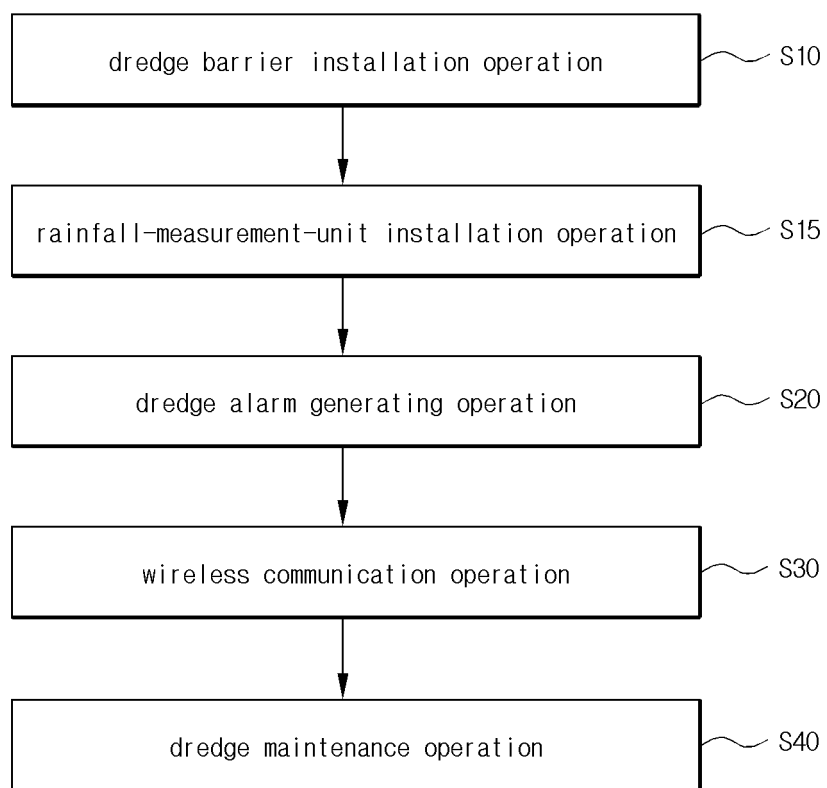 dredge barrier installation operation S10
rainfall-measurement-unit installation operation S15
dredge alarm generating operation S20
wireless communication operation S30
dredge maintenance operation S40